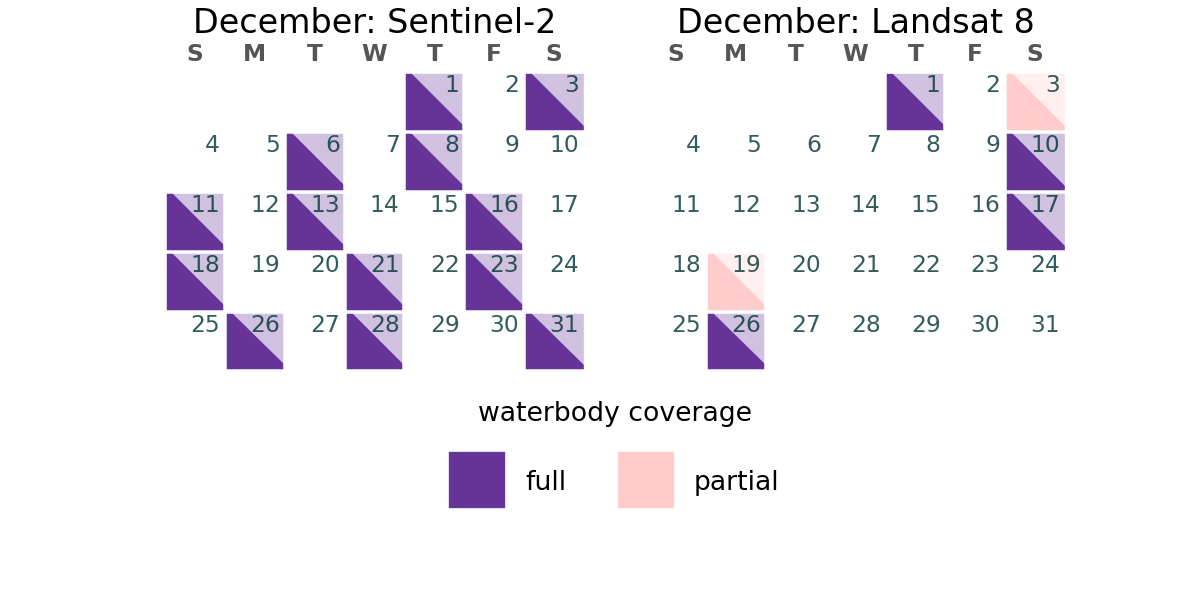 December: Sentinel-2
S M T W T F S
1 2 3
4 5 6 7 8 9 10
11 12 13 14 15 16 17
18 19 20 21 22 23 24
25 26 27 28 29 30 31
December: Landsat 8
S M T W T F S
1 2 3
4 5 6 7 8 9 10
11 12 13 14 15 16 17
18 19 20 21 22 23 24
25 26 27 28 29 30 31
waterbody coverage
full partial